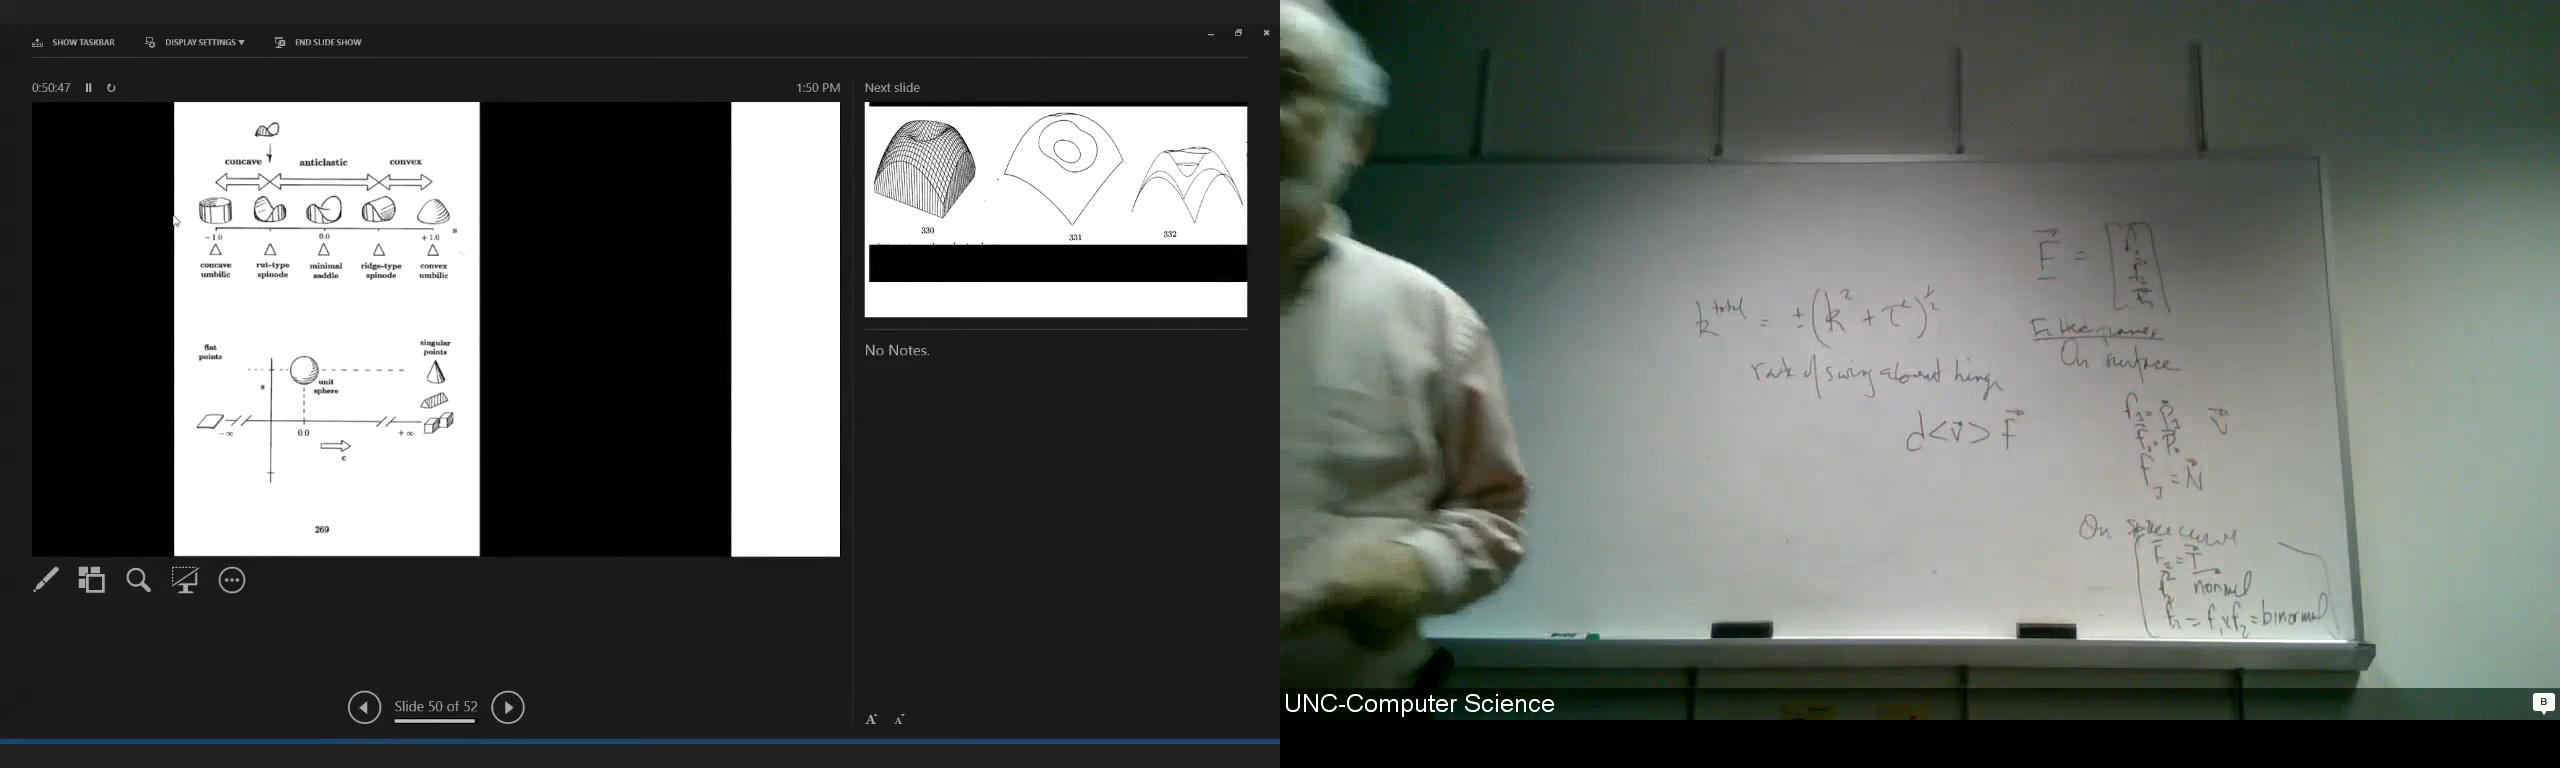 SHOW TASKBAR
DISPLAY SETTINGS ▼
END SLIDE SHOW
0:50:47
1:50 PM
concave
anticlastic
convex
s
-1.0
0.0
+1.0
concave umbilic
rut-type spinode
minimal saddle
ridge-type spinode
convex umbilic
flat points
singular points
s
unit sphere
-∞
0.0
+∞
c
269
Slide 50 of 52
Next slide
330
331
332
No Notes.
A
A
k^total = ±(k² + τ²)^½
rate of swing about hinge
d<v⃗> F⃗
F⃗ =
On surface
v⃗
= N⃗
On space curve
normal
= f₁ x f₂ = binormal
UNC-Computer Science
B